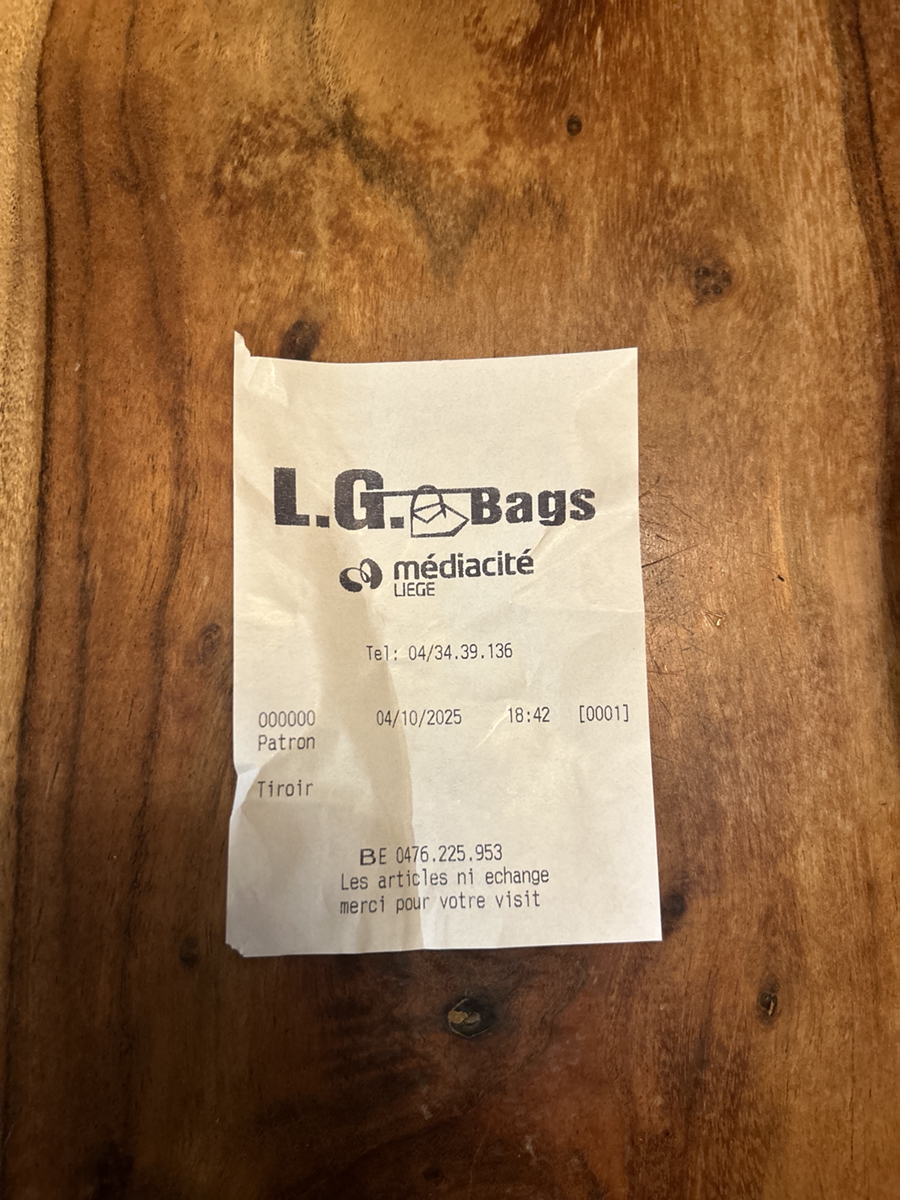 L.G. Bags
médiacité
LIEGE
Tel: 04/34.39.136
000000 04/10/2025 18:42 [0001]
Patron
Tiroir
BE 0476.225.953
Les articles ni echange
merci pour votre visit